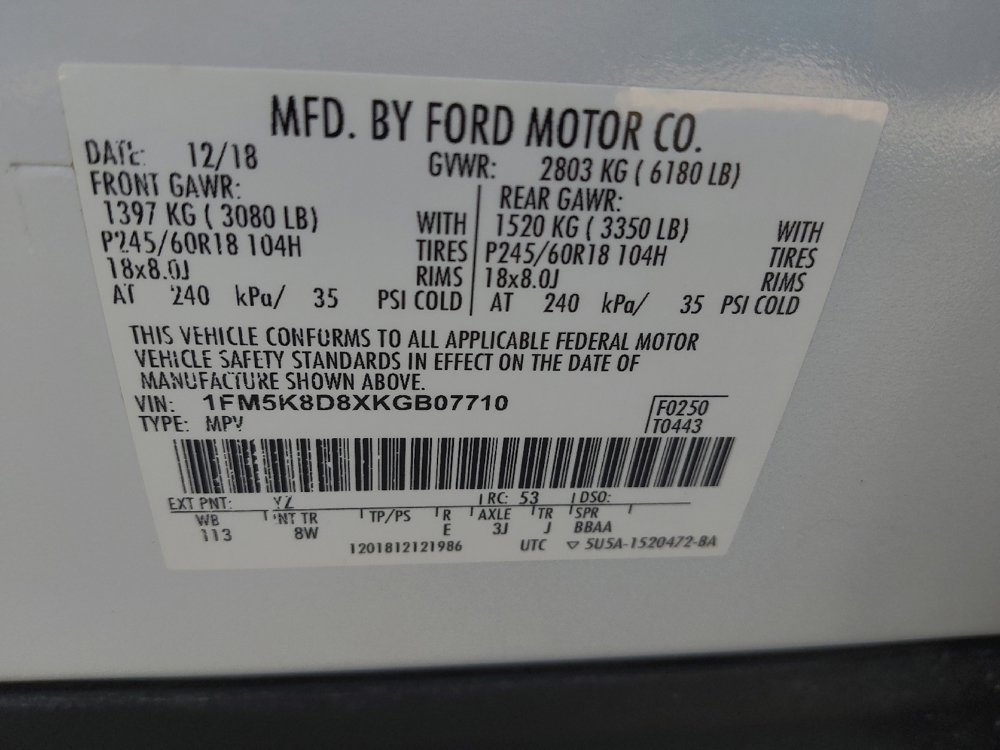 MFD. BY FORD MOTOR CO.
DATE: 12/18 GVWR: 2803 KG ( 6180 LB)
FRONT GAWR: REAR GAWR:
1397 KG ( 3080 LB) WITH 1520 KG ( 3350 LB) WITH
P245/60R18 104H TIRES P245/60R18 104H TIRES
18x8.0J RIMS 18x8.0J RIMS
AT 240 kPa/ 35 PSI COLD AT 240 kPa/ 35 PSI COLD
THIS VEHICLE CONFORMS TO ALL APPLICABLE FEDERAL MOTOR
VEHICLE SAFETY STANDARDS IN EFFECT ON THE DATE OF
MANUFACTURE SHOWN ABOVE.
VIN: 1FM5K8D8XKGB07710 F0250
TYPE: MPV T0443
EXT PNT: YZ RC: 53 DSO:
WB INT TR TP/PS R AXLE TR SPR
113 8W E 3J J BBAA
1201812121986 UTC ▽ 5U5A-1520472-BA